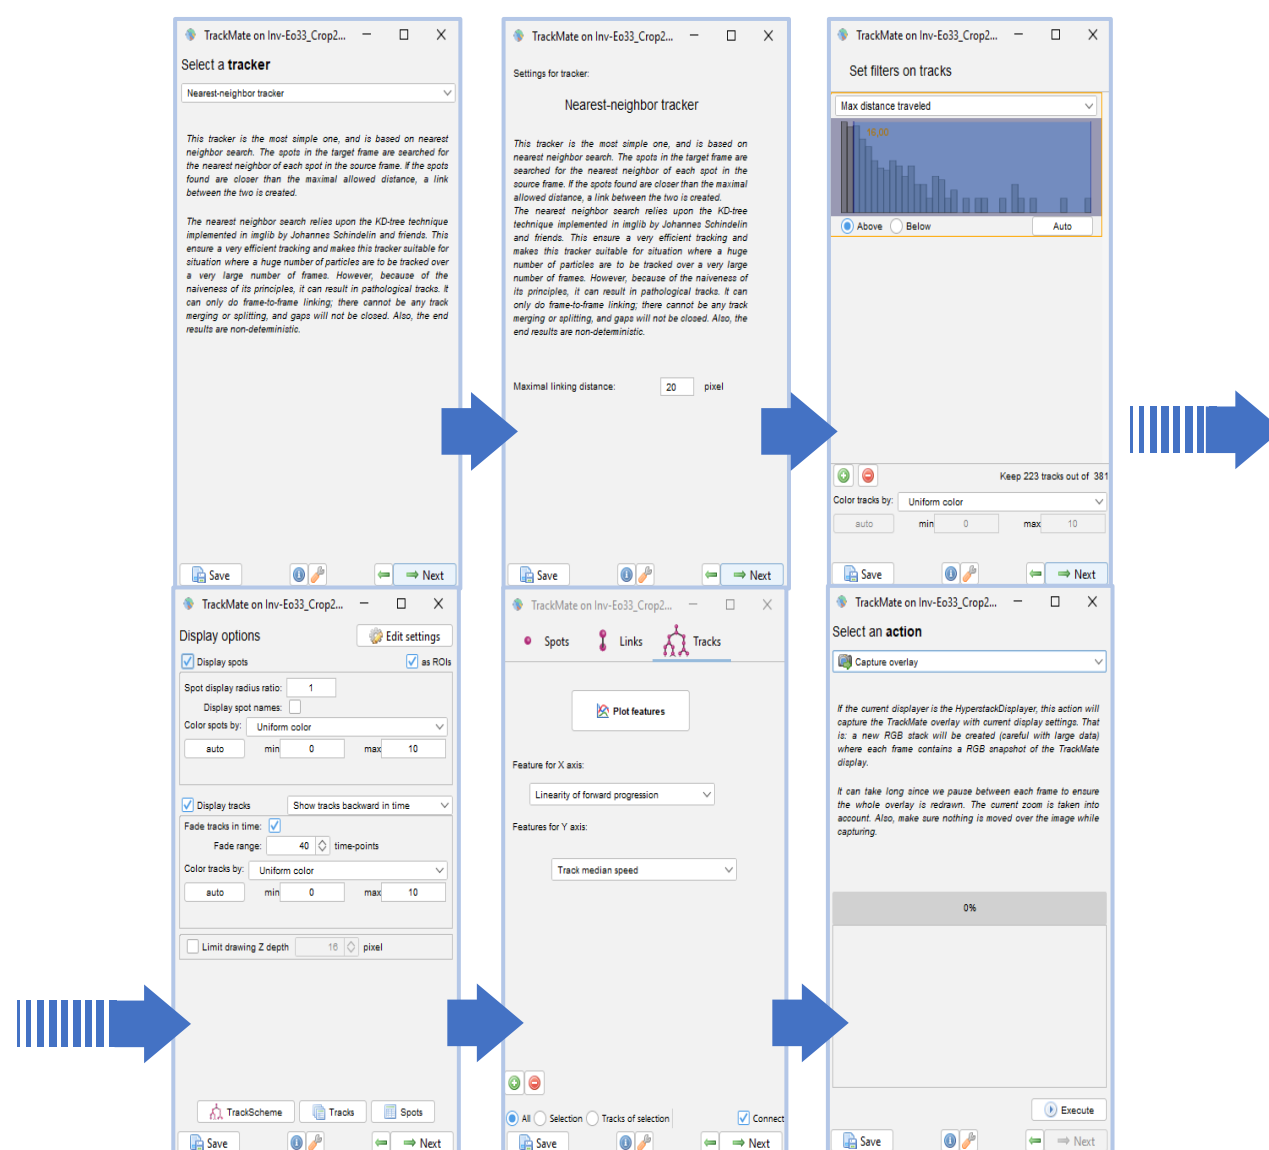 TrackMate on Inv-Eo33_Crop2...
Select a tracker
Nearest-neighbor tracker
This tracker is the most simple one, and is based on nearest
neighbor search. The spots in the target frame are searched for
the nearest neighbor of each spot in the source frame. If the spots
found are closer than the maximal allowed distance, a link
between the two is created.
The nearest neighbor search relies upon the KD-tree technique
implemented in imglib by Johannes Schindelin and friends. This
ensure a very efficient tracking and makes this tracker suitable for
situation where a huge number of particles are to be tracked over
a very large number of frames. However, because of the
naiveness of its principles, it can result in pathological tracks. It
can only do frame-to-frame linking; there cannot be any track
merging or splitting, and gaps will not be closed. Also, the end
results are non-deterministic.
Save
Next
TrackMate on Inv-Eo33_Crop2...
Settings for tracker:
Nearest-neighbor tracker
This tracker is the most simple one, and is based on
nearest neighbor search. The spots in the target frame are
searched for the nearest neighbor of each spot in the
source frame. If the spots found are closer than the maximal
allowed distance, a link between the two is created.
The nearest neighbor search relies upon the KD-tree
technique implemented in imglib by Johannes Schindelin
and friends. This ensure a very efficient tracking and
makes this tracker suitable for situation where a huge
number of particles are to be tracked over a very large
number of frames. However, because of the naiveness of
its principles, it can result in pathological tracks. It can
only do frame-to-frame linking; there cannot be any track
merging or splitting, and gaps will not be closed. Also, the
end results are non-deterministic.
Maximal linking distance: 20 pixel
Save
Next
TrackMate on Inv-Eo33_Crop2...
Set filters on tracks
Max distance traveled
10.00
Above Below Auto
Keep 223 tracks out of 381
Color tracks by: Uniform color
auto min 0 max 10
Save
Next
TrackMate on Inv-Eo33_Crop2...
Display options Edit settings
Display spots as ROIs
Spot display radius ratio: 1
Display spot names:
Color spots by: Uniform color
auto min 0 max 10
Display tracks Show tracks backward in time
Fade tracks in time:
Fade range: 40 time-points
Color tracks by: Uniform color
auto min 0 max 10
Limit drawing Z depth 16 pixel
TrackScheme Tracks Spots
Save
Next
TrackMate on Inv-Eo33_Crop2...
Spots Links Tracks
Plot features
Feature for X axis:
Linearity of forward progression
Features for Y axis:
Track median speed
All Selection Tracks of selection Connect
Save
Next
TrackMate on Inv-Eo33_Crop2...
Select an action
Capture overlay
If the current displayer is the HyperstackDisplayer, this action will
capture the TrackMate overlay with current display settings. That
is: a new RGB stack will be created (careful with large data)
where each frame contains a RGB snapshot of the TrackMate
display.
It can take long since we pause between each frame to ensure
the whole overlay is redrawn. The current zoom is taken into
account. Also, make sure nothing is moved over the image while
capturing.
0%
Execute
Save
Next